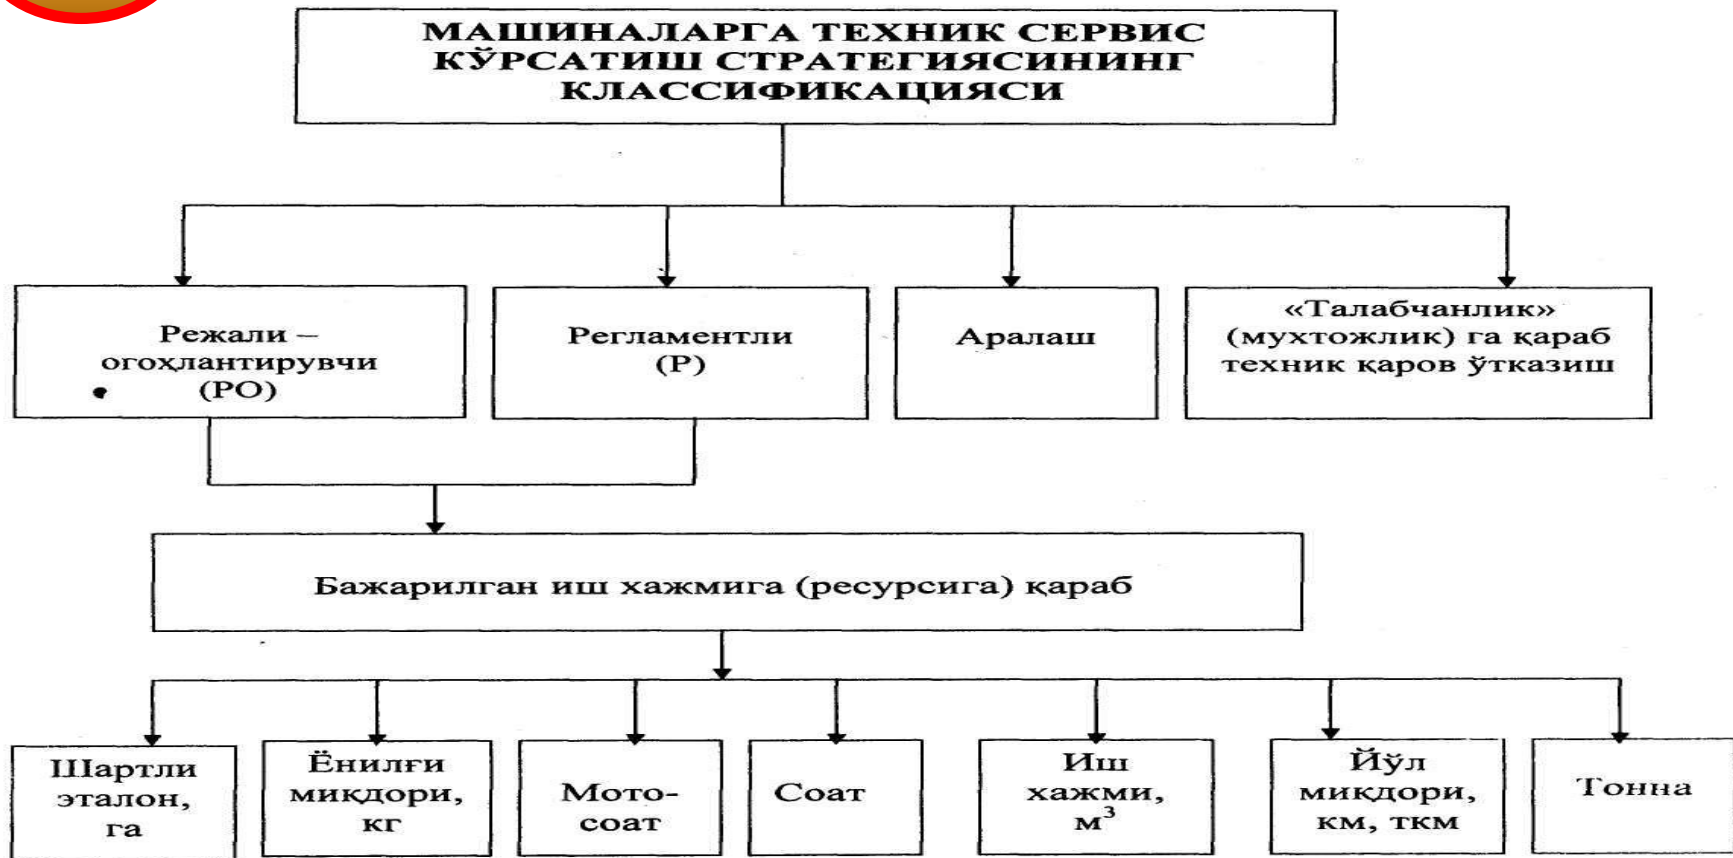 МАШИНАЛАРГА ТЕХНИК СЕРВИС
КЎРСАТИШ СТРАТЕГИЯСИНИНГ
КЛАССИФИКАЦИЯСИ
Режали –
огоҳлантирувчи
(РО)
Регламентли
(Р)
Аралаш
«Талабчанлик»
(мухтожлик) га қараб
техник қаров ўтказиш
Бажарилган иш хажмига (ресурсига) қараб
Шартли
эталон,
га
Ёнилғи
миқдори,
кг
Мото-
соат
Соат
Иш
хажми,
м³
Йўл
миқдори,
км, ткм
Тонна